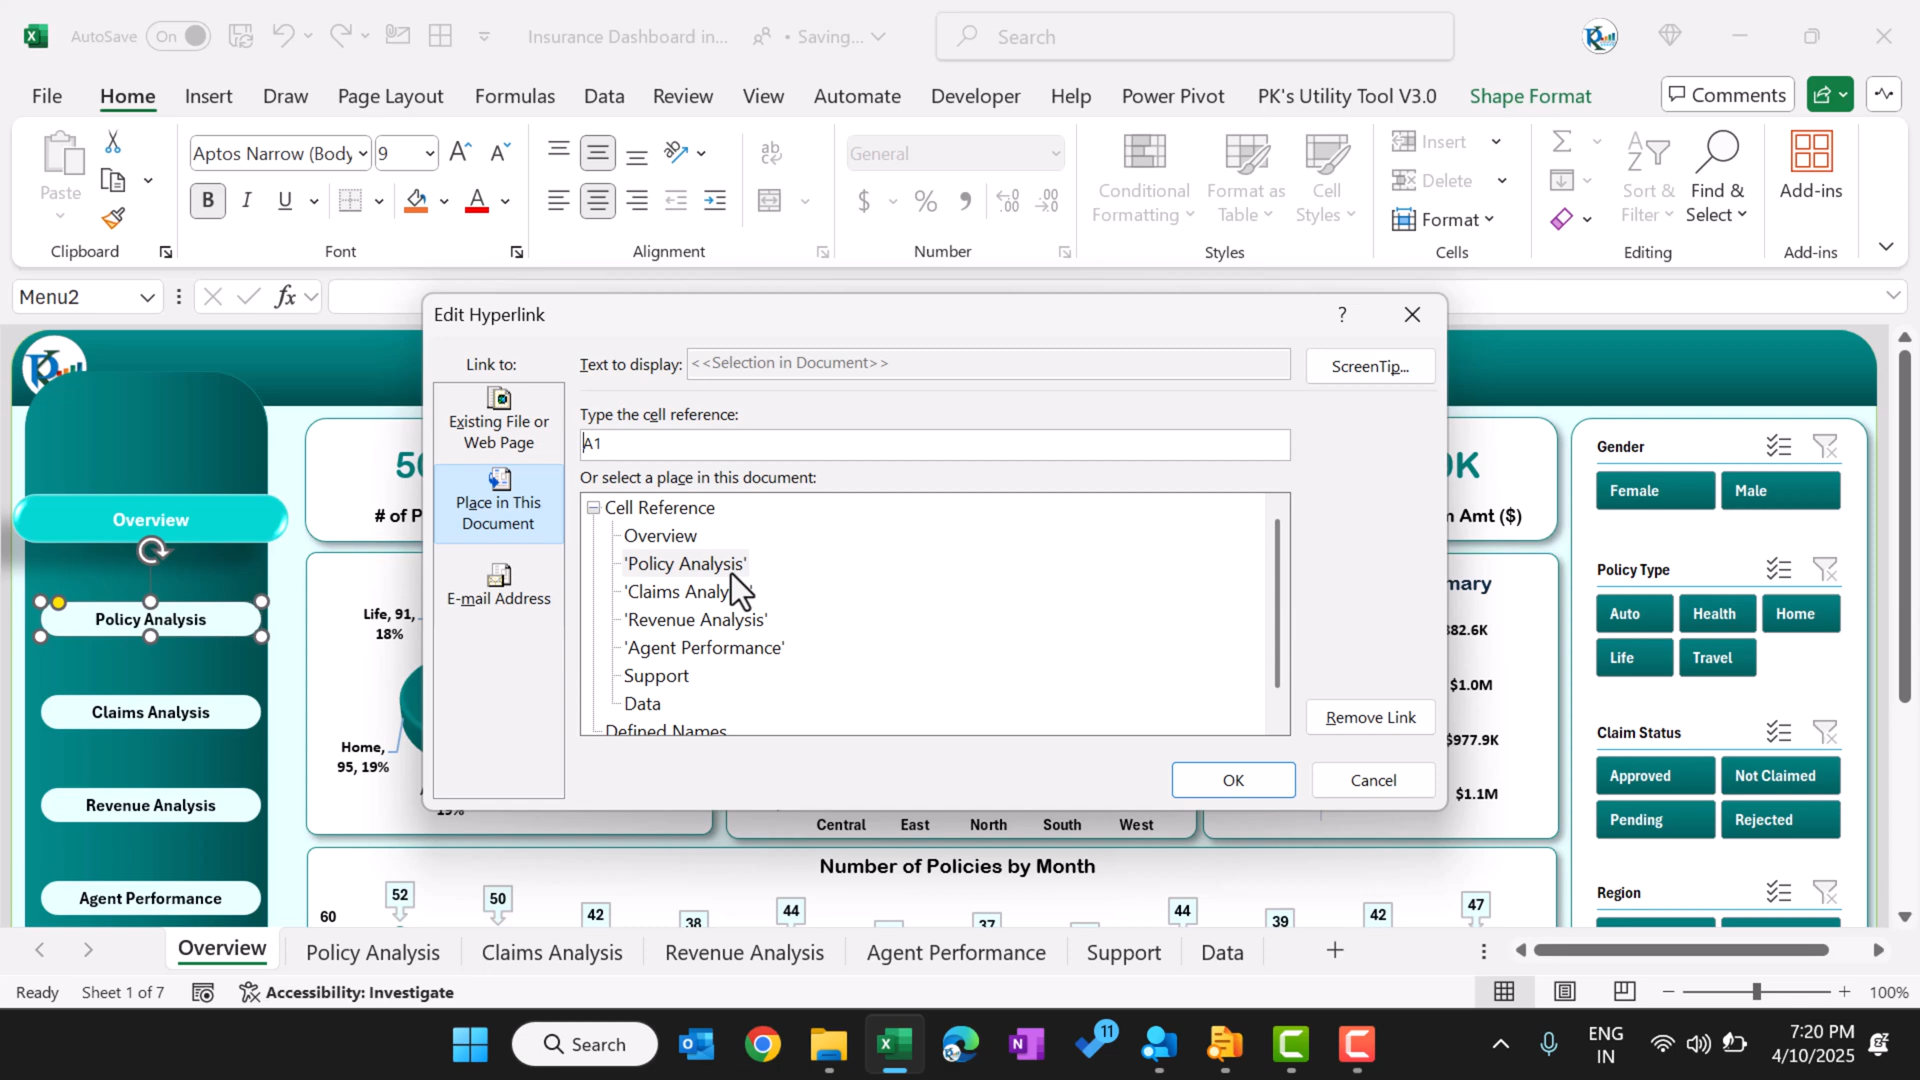 AutoSave On Insurance Dashboard in... • Saving... Search
File Home Insert Draw Page Layout Formulas Data Review View Automate Developer Help Power Pivot PK's Utility Tool V3.0 Shape Format Comments
Paste
Aptos Narrow (Body 9
B I U
ab
General
$ % 9
Conditional Formatting
Format as Table
Cell Styles
Insert
Delete
Format
Sort & Filter
Find & Select
Add-ins
Clipboard Font Alignment Number Styles Cells Editing Add-ins
Menu2 fx
Edit Hyperlink ?
Link to:
Text to display: <<Selection in Document>> ScreenTip...
Existing File or Web Page
Place in This Document
E-mail Address
Type the cell reference:
A1
Or select a place in this document:
Cell Reference
Overview
'Policy Analysis'
'Claims Analy
'Revenue Analysis'
'Agent Performance'
Support
Data
Defined Names
Remove Link
OK Cancel
Overview
Policy Analysis
Claims Analysis
Revenue Analysis
Agent Performance
# of P
Life, 91, 18%
Home, 95, 19%
19%
0K
Amt ($)
mary
$1.0M
$977.9K
$1.1M
Central East North South West
Number of Policies by Month
60 52 50 42 38 44 37 44 39 42 47
Gender
Female Male
Policy Type
Auto Health Home
Life Travel
Claim Status
Approved Not Claimed
Pending Rejected
Region
Overview Policy Analysis Claims Analysis Revenue Analysis Agent Performance Support Data +
Ready Sheet 1 of 7 Accessibility: Investigate 100%
Search 11 ENG IN 7:20 PM 4/10/2025